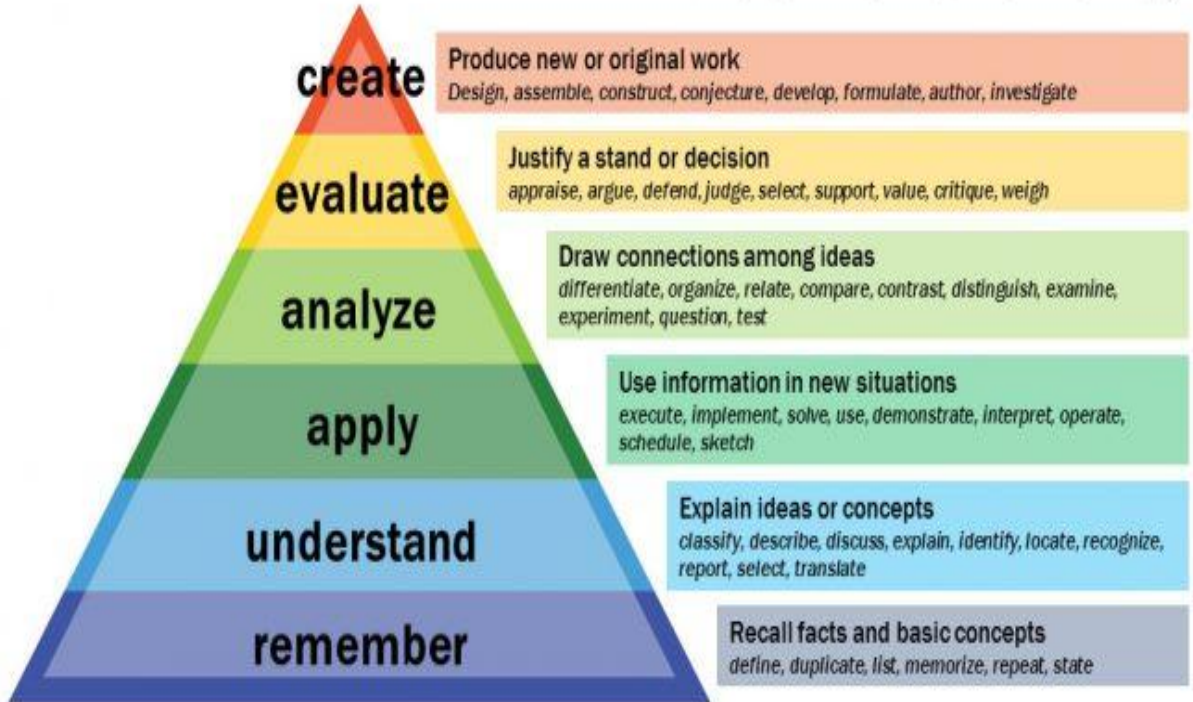 create
Produce new or original work
Design, assemble, construct, conjecture, develop, formulate, author, investigate
evaluate
Justify a stand or decision
appraise, argue, defend, judge, select, support, value, critique, weigh
analyze
Draw connections among ideas
differentiate, organize, relate, compare, contrast, distinguish, examine,
experiment, question, test
apply
Use information in new situations
execute, implement, solve, use, demonstrate, interpret, operate,
schedule, sketch
understand
Explain ideas or concepts
classify, describe, discuss, explain, identify, locate, recognize,
report, select, translate
remember
Recall facts and basic concepts
define, duplicate, list, memorize, repeat, state